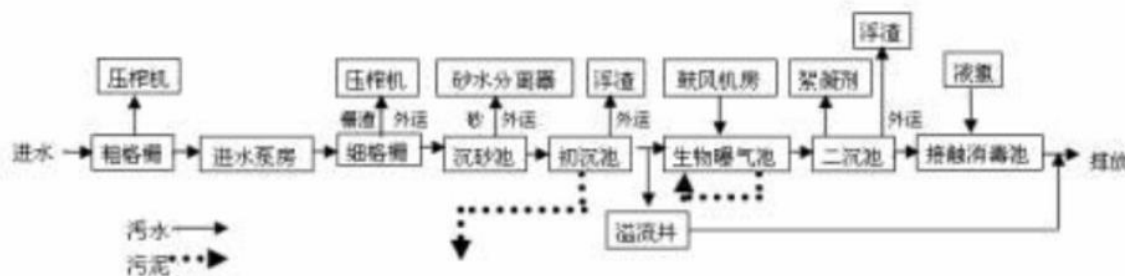 浮渣
压榨机
压榨机
砂水分离器
浮渣
鼓风机房
絮凝剂
液氯
栅渣
外运
砂
外运
外运
外运
进水
粗格栅
进水泵房
细格栅
沉砂池
初沉池
生物曝气池
二沉池
接触消毒池
排放
溢流井
污水
污泥